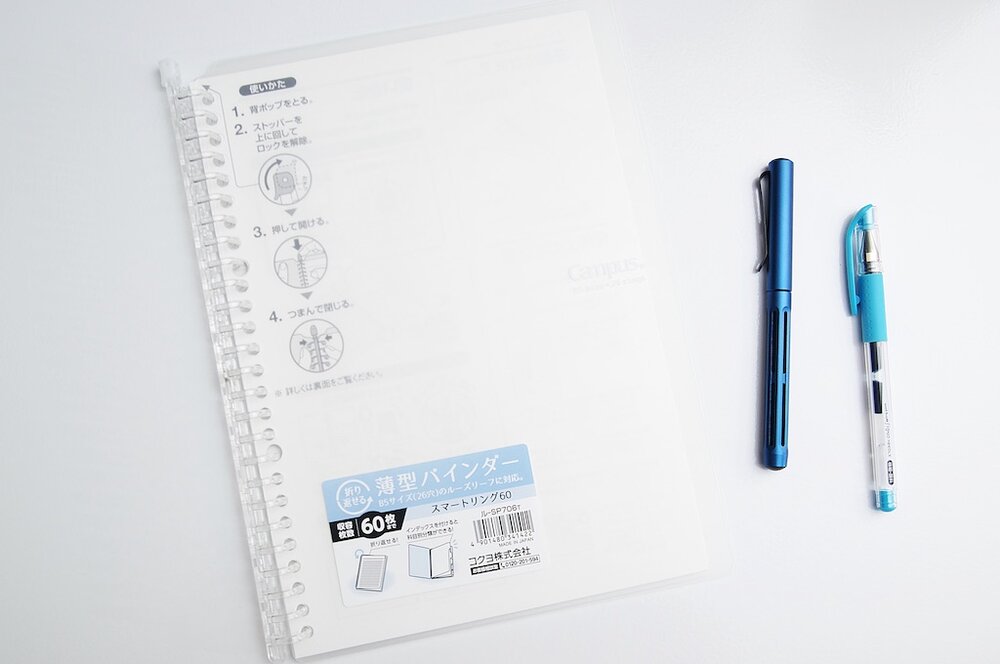 使いかた
1. 背ポップをとる。
2. ストッパーを
上に回して
ロックを解除。
3. 押して開ける。
4. つまんで閉じる。
※ 詳しくは裏面をご覧ください。
Campus
折り
返せる
薄型バインダー
B5サイズ(26穴)のルーズリーフに対応。
スマートリング60
収容
枚数
60枚まで
折り返せる!
インデックスを付けると
科目別分類ができる!
ル-SP706T
4 901480 341422
MADE IN JAPAN
コクヨ株式会社
0120-201-594